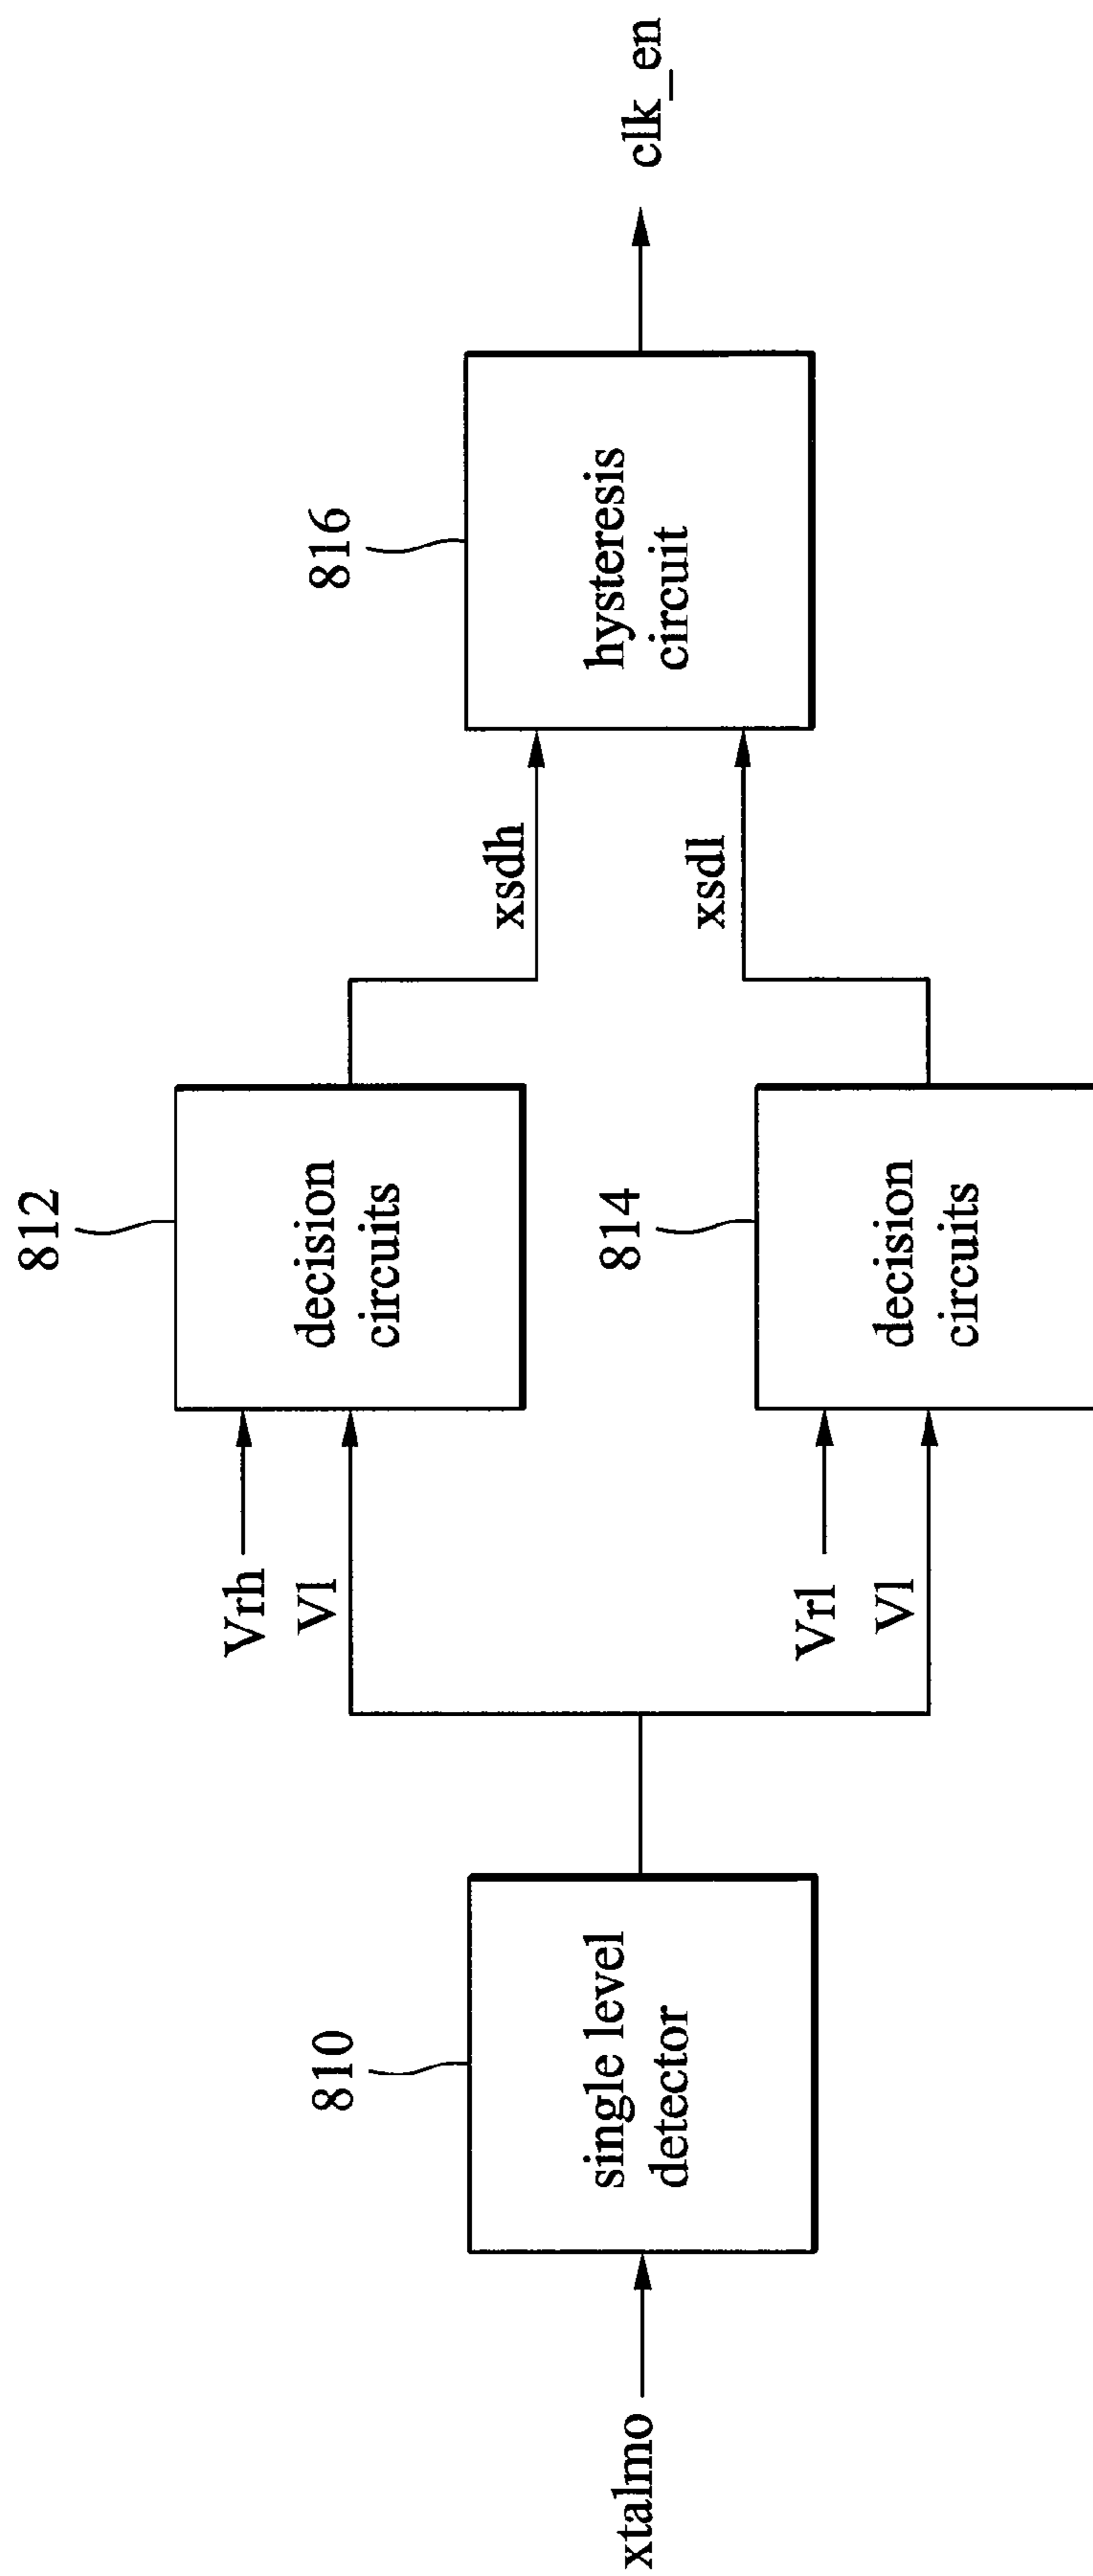 xtalmo
810
single level
detector
Vrh
Vl
Vrl
Vl
812
decision
circuits
814
decision
circuits
xsdh
xsdl
816
hysteresis
circuit
clk_en